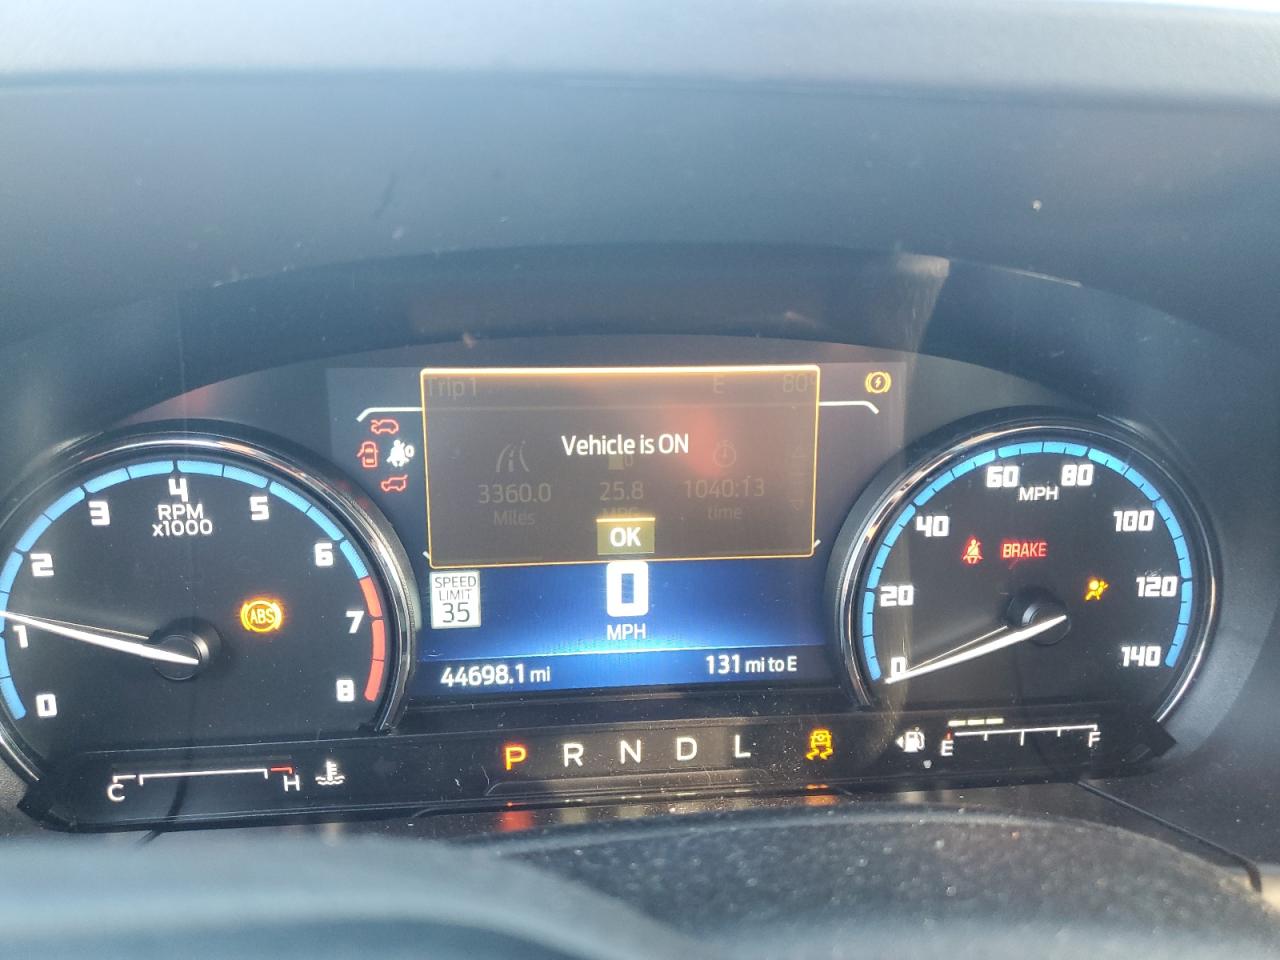 Trip 1 E 80°
Vehicle is ON
3360.0 25.8 1040:13
Miles MPG time
OK
0
MPH
SPEED
LIMIT
35
44698.1 mi 131 mi to E
0 1 2 3 4 5 6 7 8
RPM
x1000
ABS
0 20 40 60 80 100 120 140
MPH
BRAKE
C H
P R N D L
E F